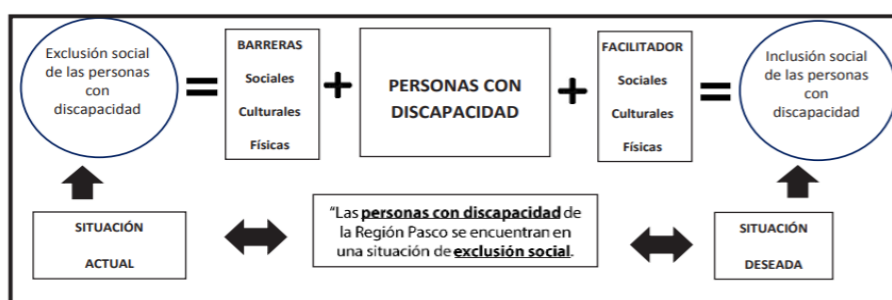 Exclusión social
de las personas
con
discapacidad
=
BARRERAS
Sociales
Culturales
Físicas
+
PERSONAS CON
DISCAPACIDAD
+
FACILITADOR
Sociales
Culturales
Físicas
=
Inclusión social
de las personas
con
discapacidad
SITUACIÓN
ACTUAL
"Las personas con discapacidad de
la Región Pasco se encuentran en
una situación de exclusión social.
SITUACIÓN
DESEADA